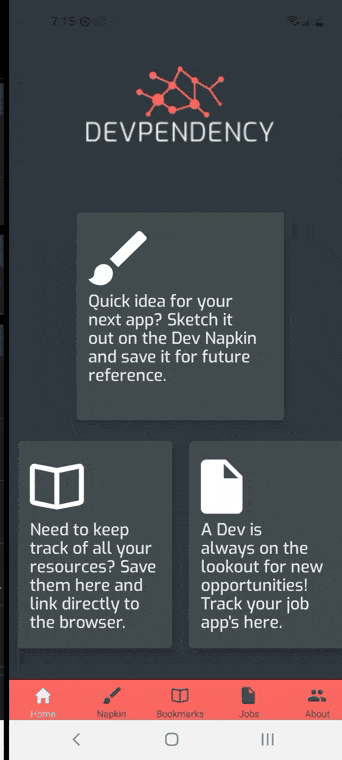 7:15
DEVPENDENCY
Quick idea for your
next app? Sketch it
out on the Dev Napkin
and save it for future
reference.
Need to keep
track of all your
resources? Save
them here and
link directly to
the browser.
A Dev is
always on the
lookout for new
opportunities!
Track your job
app's here.
Home Napkin Bookmarks Jobs About